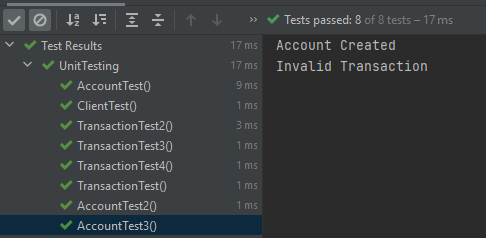 » Tests passed: 8 of 8 tests – 17 ms
Test Results 17 ms
UnitTesting 17 ms
AccountTest() 9 ms
ClientTest() 1 ms
TransactionTest2() 3 ms
TransactionTest3() 1 ms
TransactionTest4() 1 ms
TransactionTest() 1 ms
AccountTest2() 1 ms
AccountTest3()
Account Created
Invalid Transaction